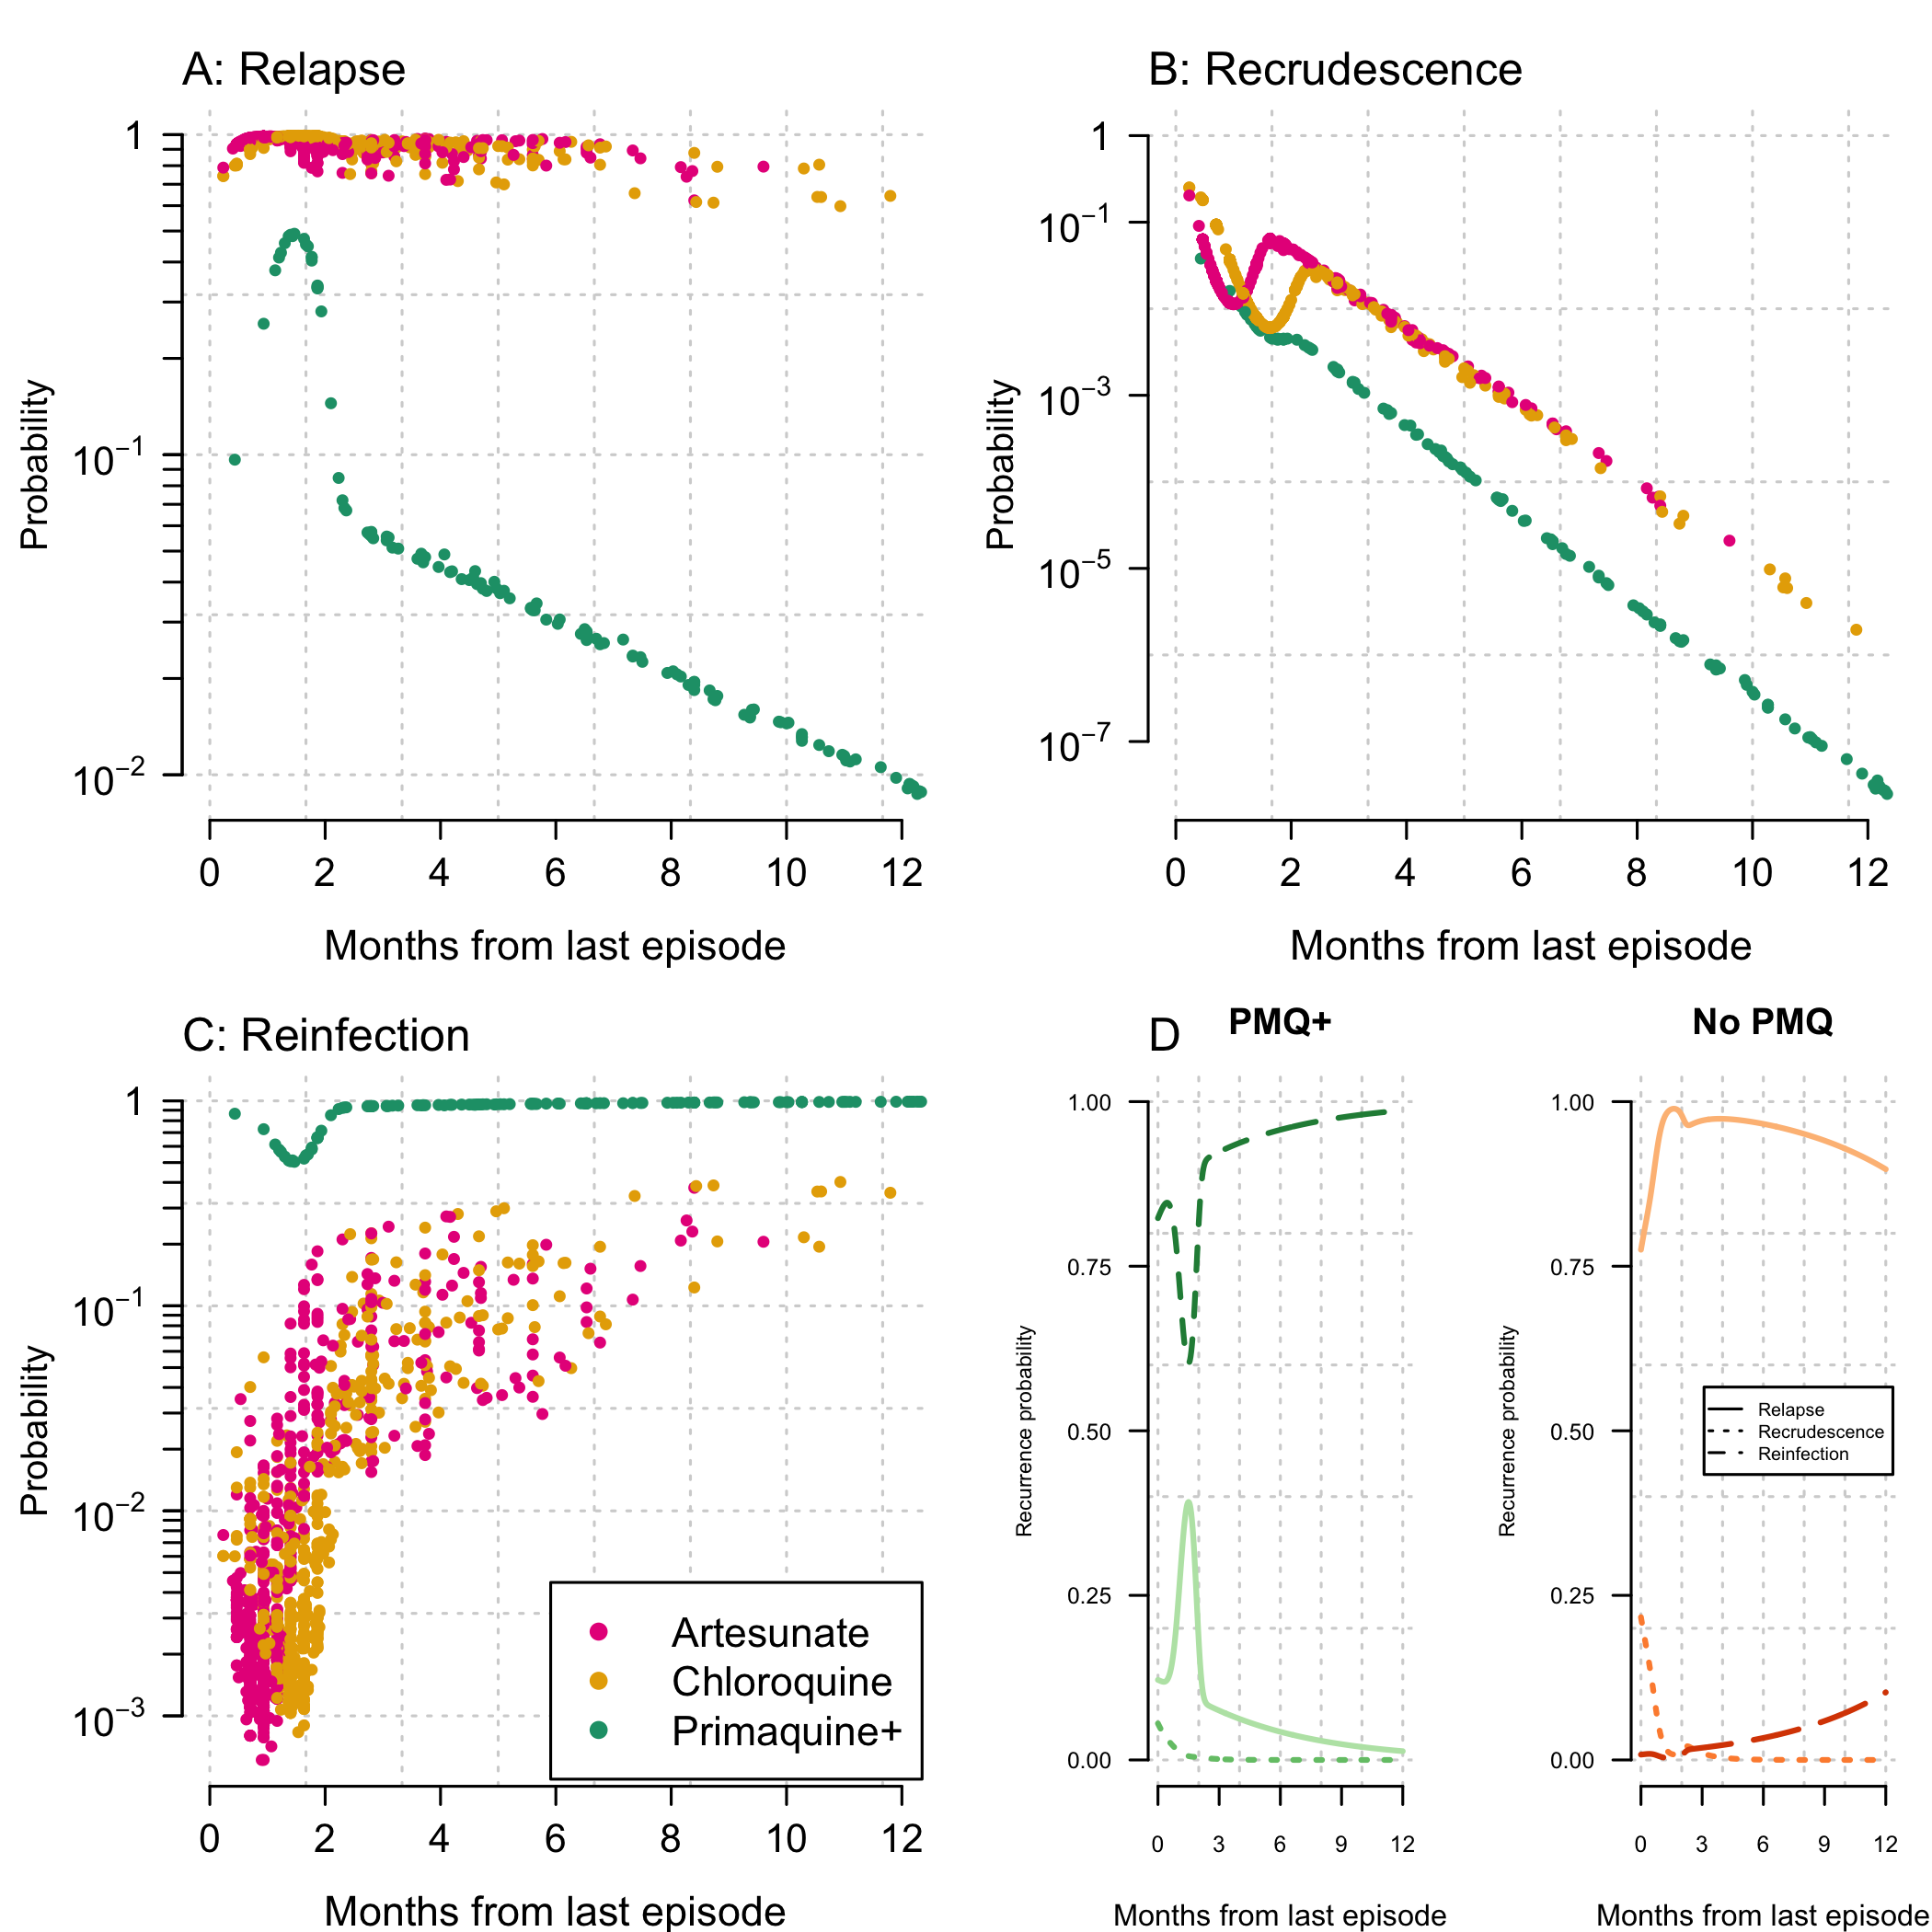 A: Relapse
Probability
1
10−1
10−2
0 2 4 6 8 10 12
Months from last episode
B: Recrudescence
Probability
1
10−1
10−3
10−5
10−7
0 2 4 6 8 10 12
Months from last episode
C: Reinfection
Probability
1
10−1
10−2
10−3
Artesunate
Chloroquine
Primaquine+
0 2 4 6 8 10 12
Months from last episode
D
PMQ+
Recurrence probability
1.00
0.75
0.50
0.25
0.00
0 3 6 9 12
Months from last episode
No PMQ
Recurrence probability
1.00
0.75
0.50
0.25
0.00
Relapse
Recrudescence
Reinfection
0 3 6 9 12
Months from last episode